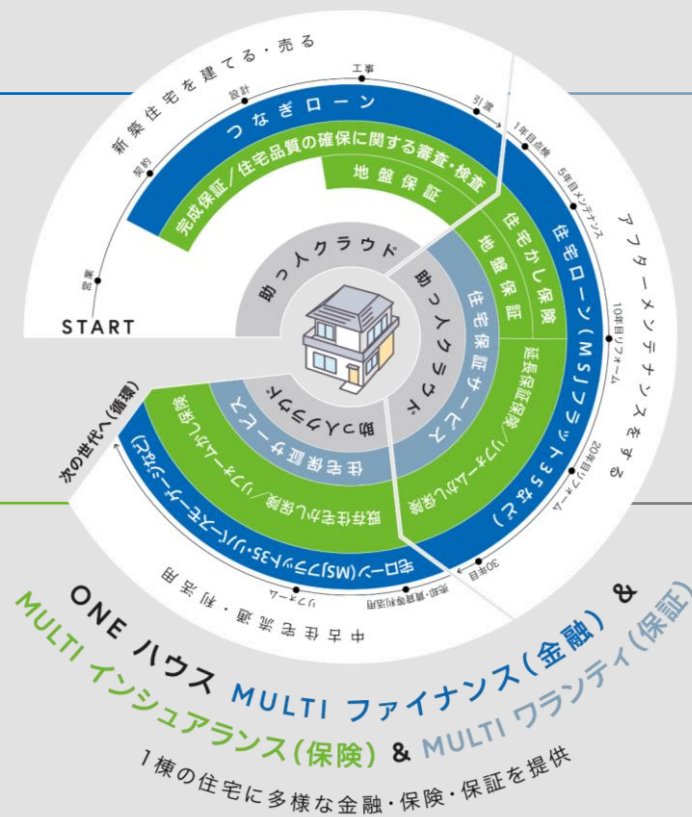 新築住宅を建てる・売る
START
営業
契約
設計
工事
引渡
つなぎローン
完成保証／住宅品質の確保に関する審査・検査
地盤保証
助っ人クラウド
アフターメンテナンスをする
1年目点検
5年目メンテナンス
10年目リフォーム
20年目リフォーム
30年目
住宅ローン(MSJフラット35など)
住宅かし保険
地盤保証
延長保証保険／リフォームかし保険
住宅保証サービス
助っ人クラウド
中古住宅流通・利活用
売却・賃貸等利活用
リフォーム
宅ローン(MSJフラット35・リバースモーゲージなど)
既存住宅かし保険／リフォームかし保険
住宅保証サービス
助っ人クラウド
次の世代へ(循環)
ONE ハウス MULTI ファイナンス(金融) &
MULTI インシュアランス(保険) & MULTI ワランティ(保証)
1棟の住宅に多様な金融・保険・保証を提供